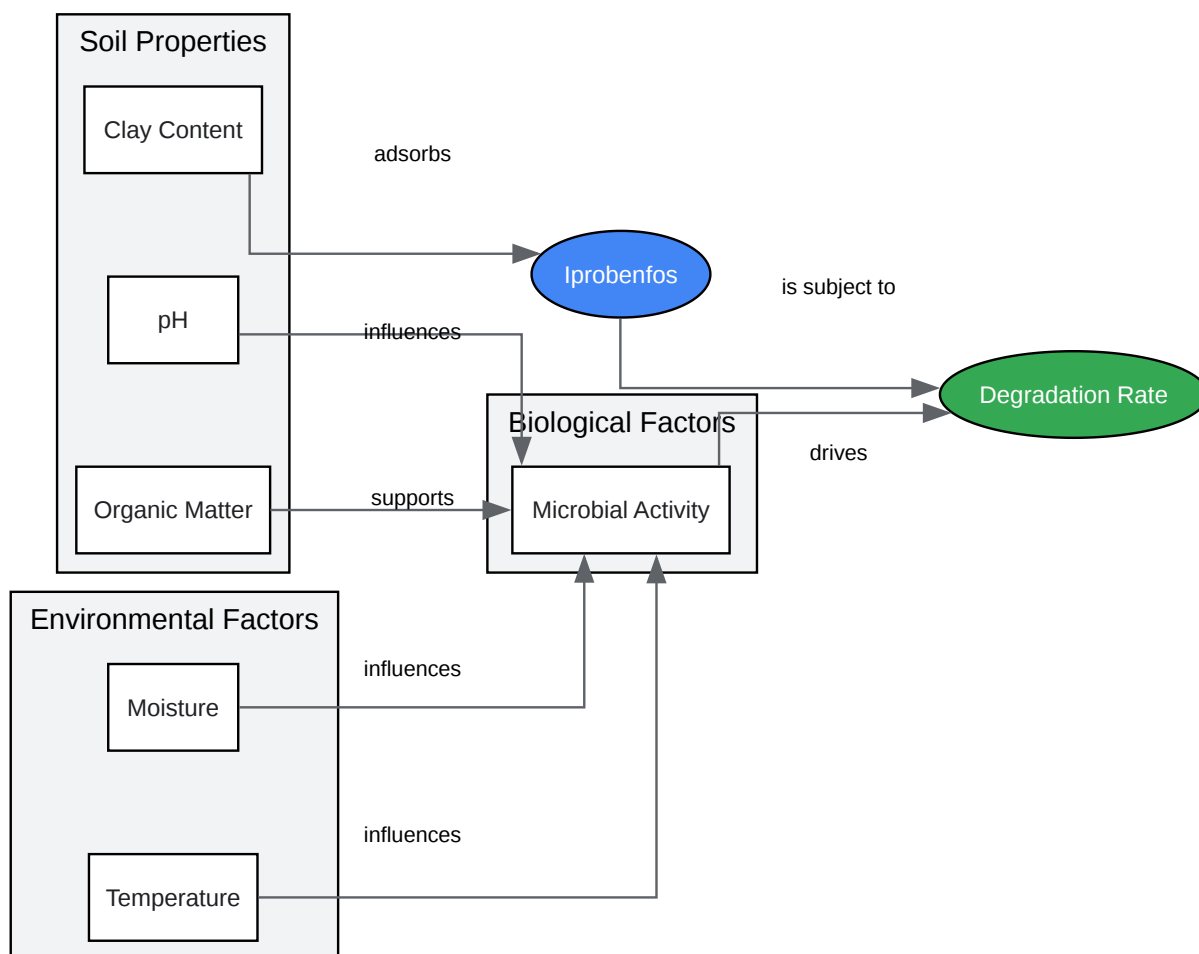 Soil Properties
Clay Content
adsorbs
Iprobenfos
is subject to
pH
influences
Degradation Rate
Biological Factors
drives
Organic Matter
supports
Microbial Activity
Environmental Factors
Moisture
influences
Temperature
influences